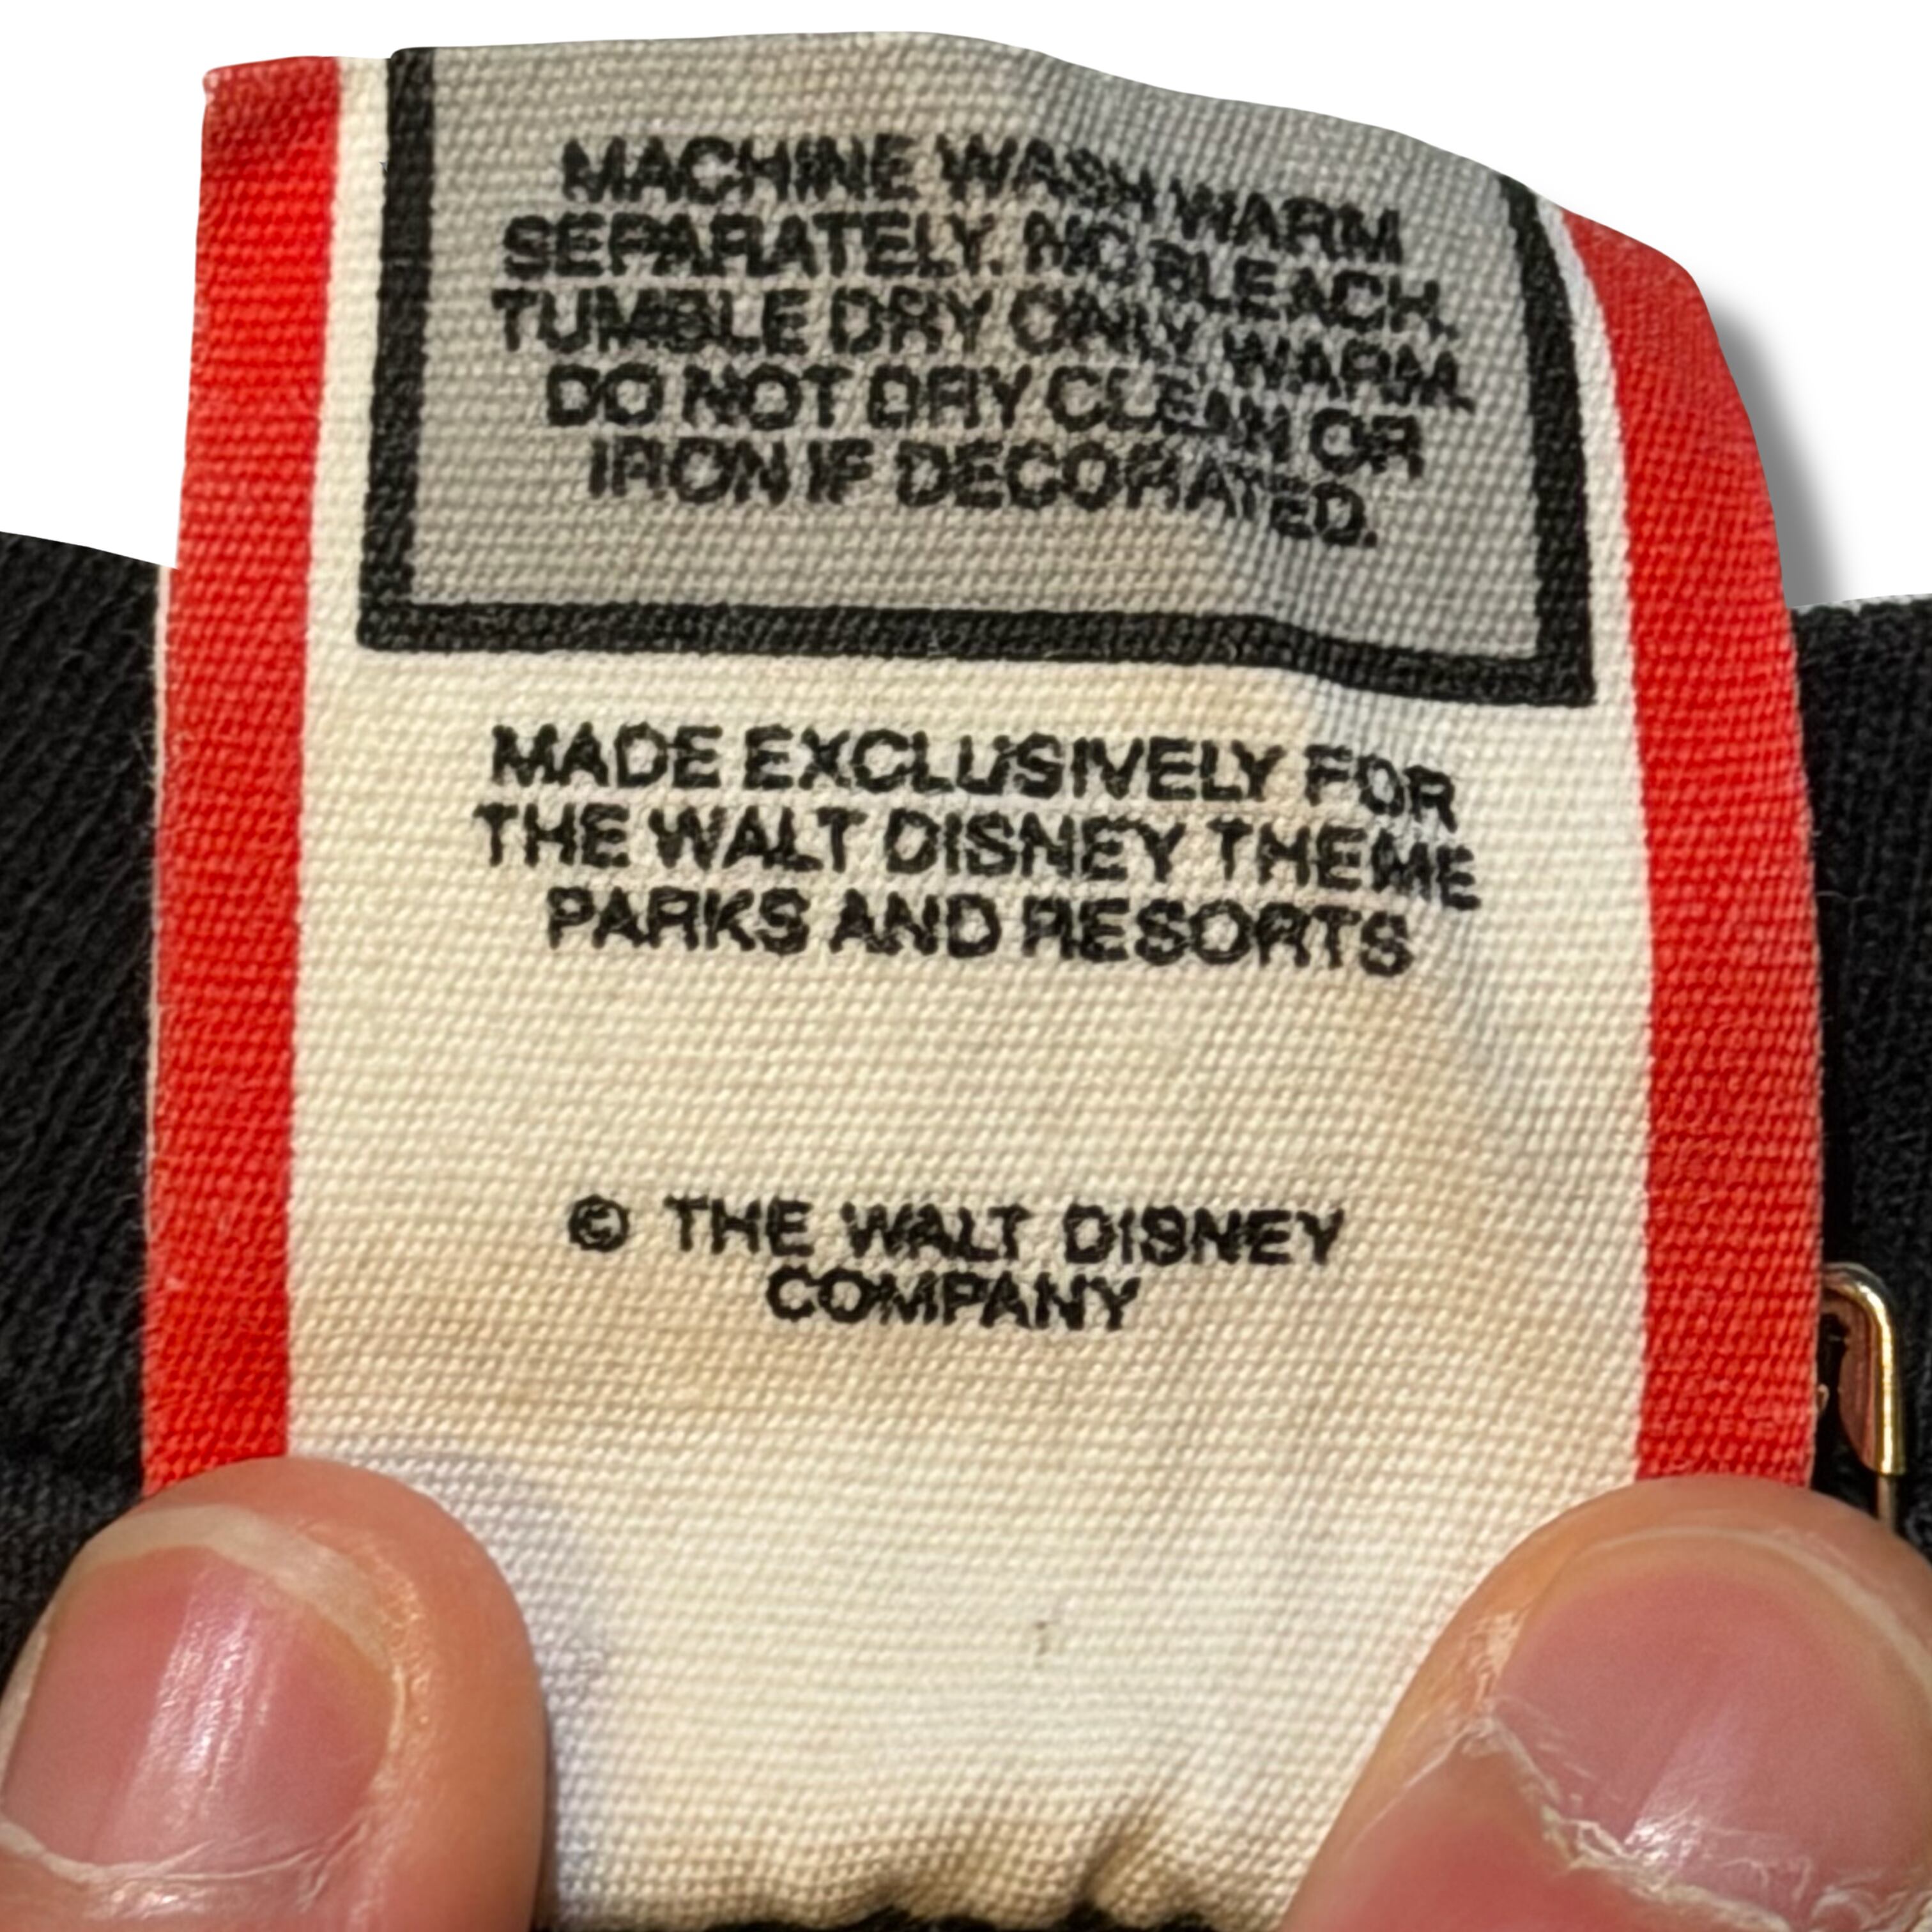 MACHINE WASH WARM
SEPARATELY. NO BLEACH.
TUMBLE DRY ONLY WARM.
DO NOT DRY CLEAN OR
IRON IF DECORATED.
MADE EXCLUSIVELY FOR
THE WALT DISNEY THEME
PARKS AND RESORTS
© THE WALT DISNEY
COMPANY